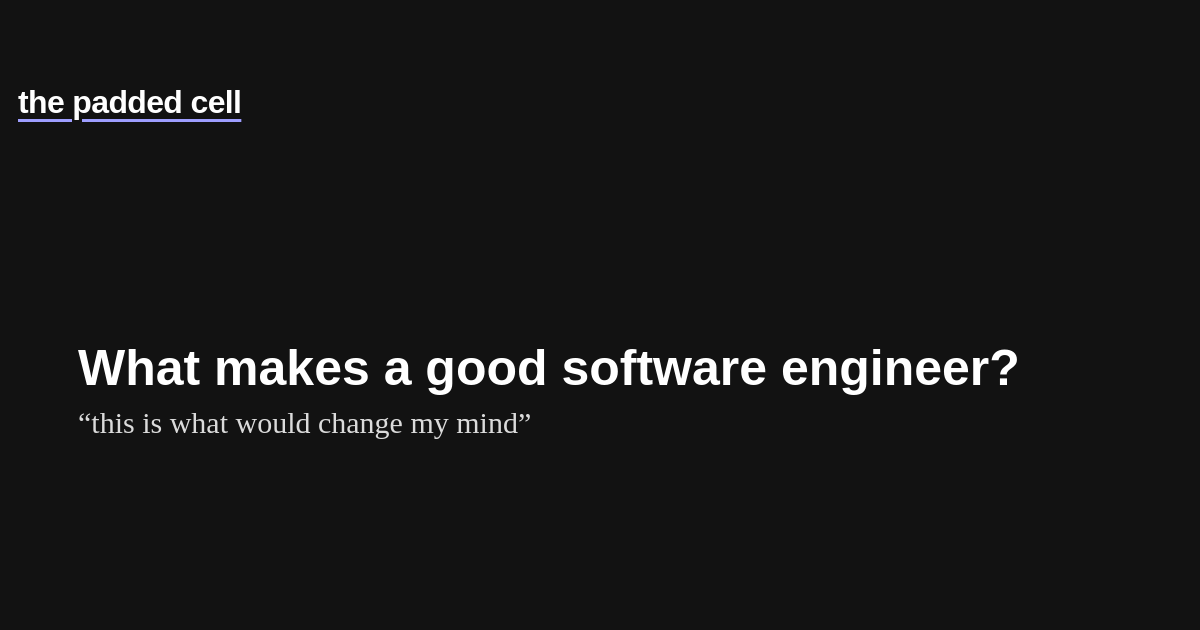 the padded cell
What makes a good software engineer?
“this is what would change my mind”